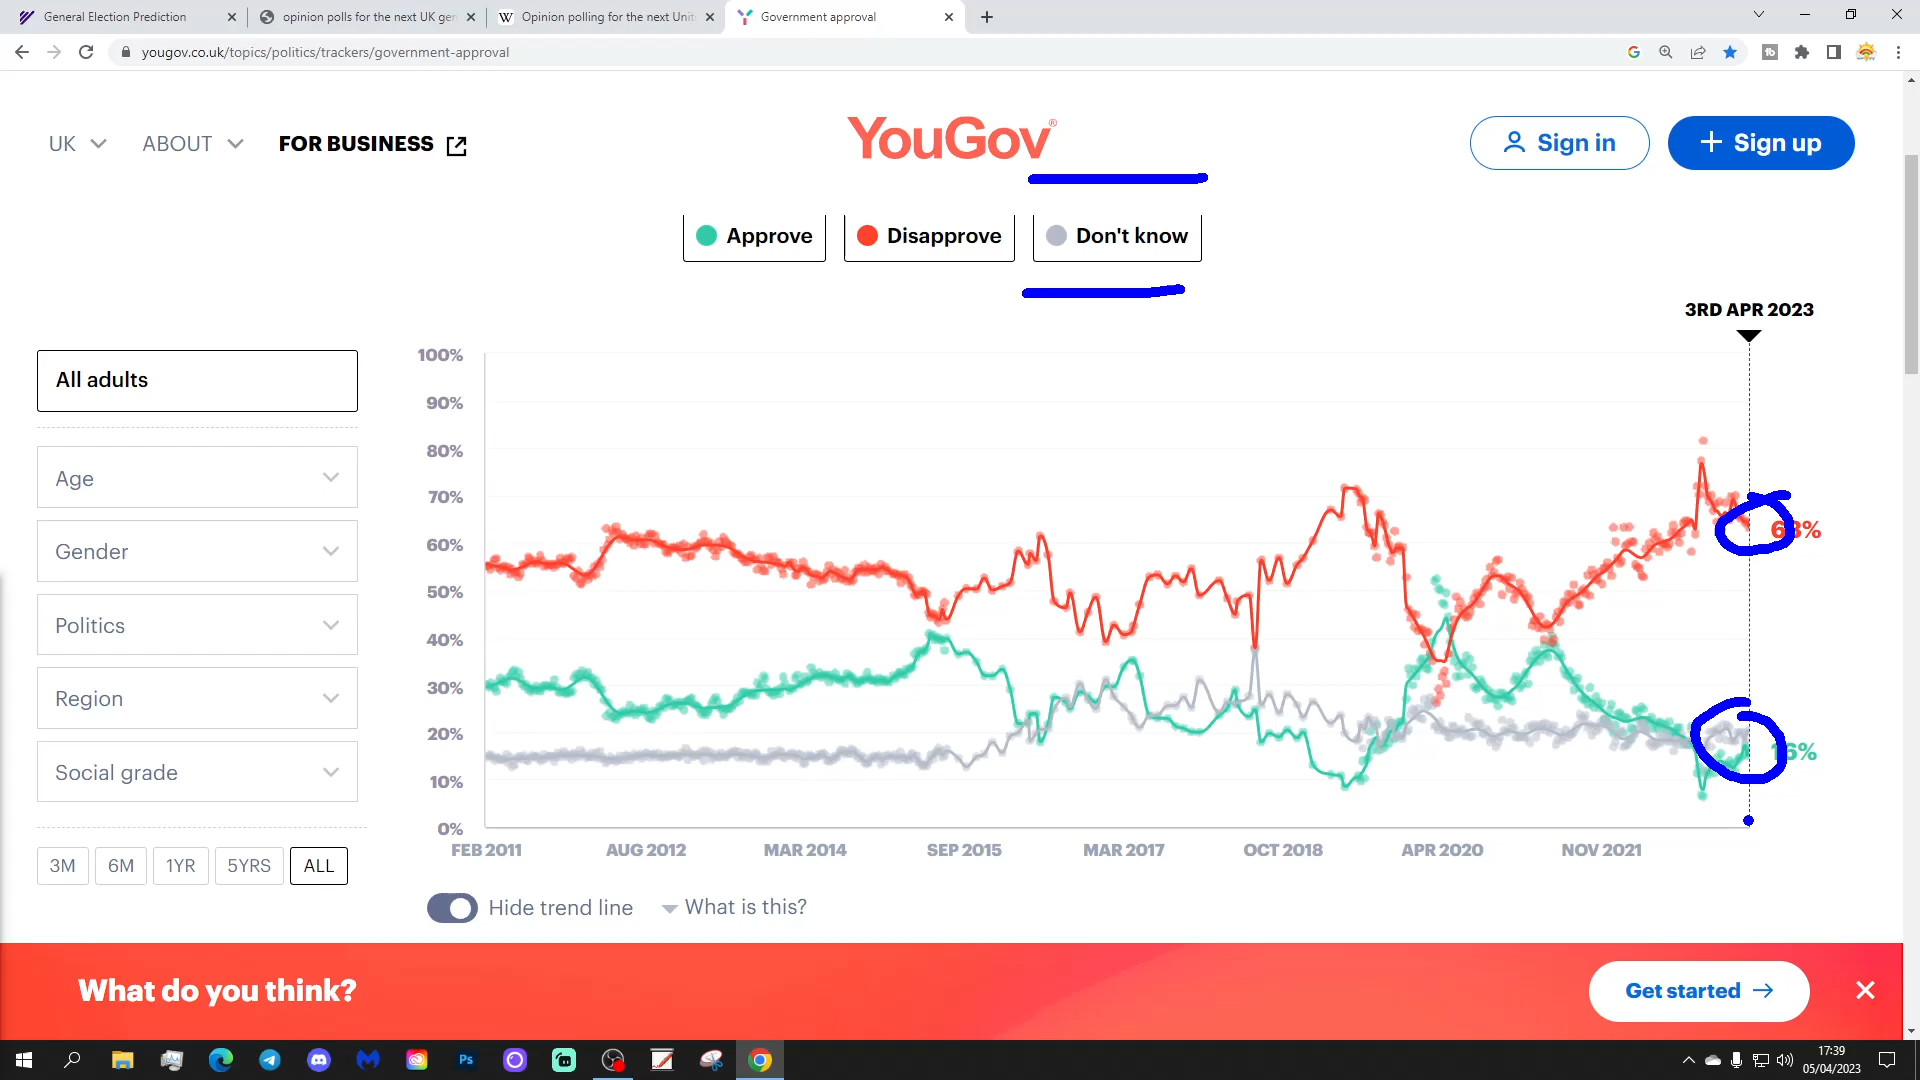 General Election Prediction
opinion polls for the next UK gen
Opinion polling for the next Unit
Government approval
yougov.co.uk/topics/politics/trackers/government-approval
UK
ABOUT
FOR BUSINESS
YouGov®
Sign in
+ Sign up
Approve
Disapprove
Don't know
3RD APR 2023
All adults
Age
Gender
Politics
Region
Social grade
3M
6M
1YR
5YRS
ALL
100%
90%
80%
70%
60%
50%
40%
30%
20%
10%
0%
63%
16%
FEB 2011
AUG 2012
MAR 2014
SEP 2015
MAR 2017
OCT 2018
APR 2020
NOV 2021
Hide trend line
What is this?
What do you think?
Get started
Ps
17:39
05/04/2023